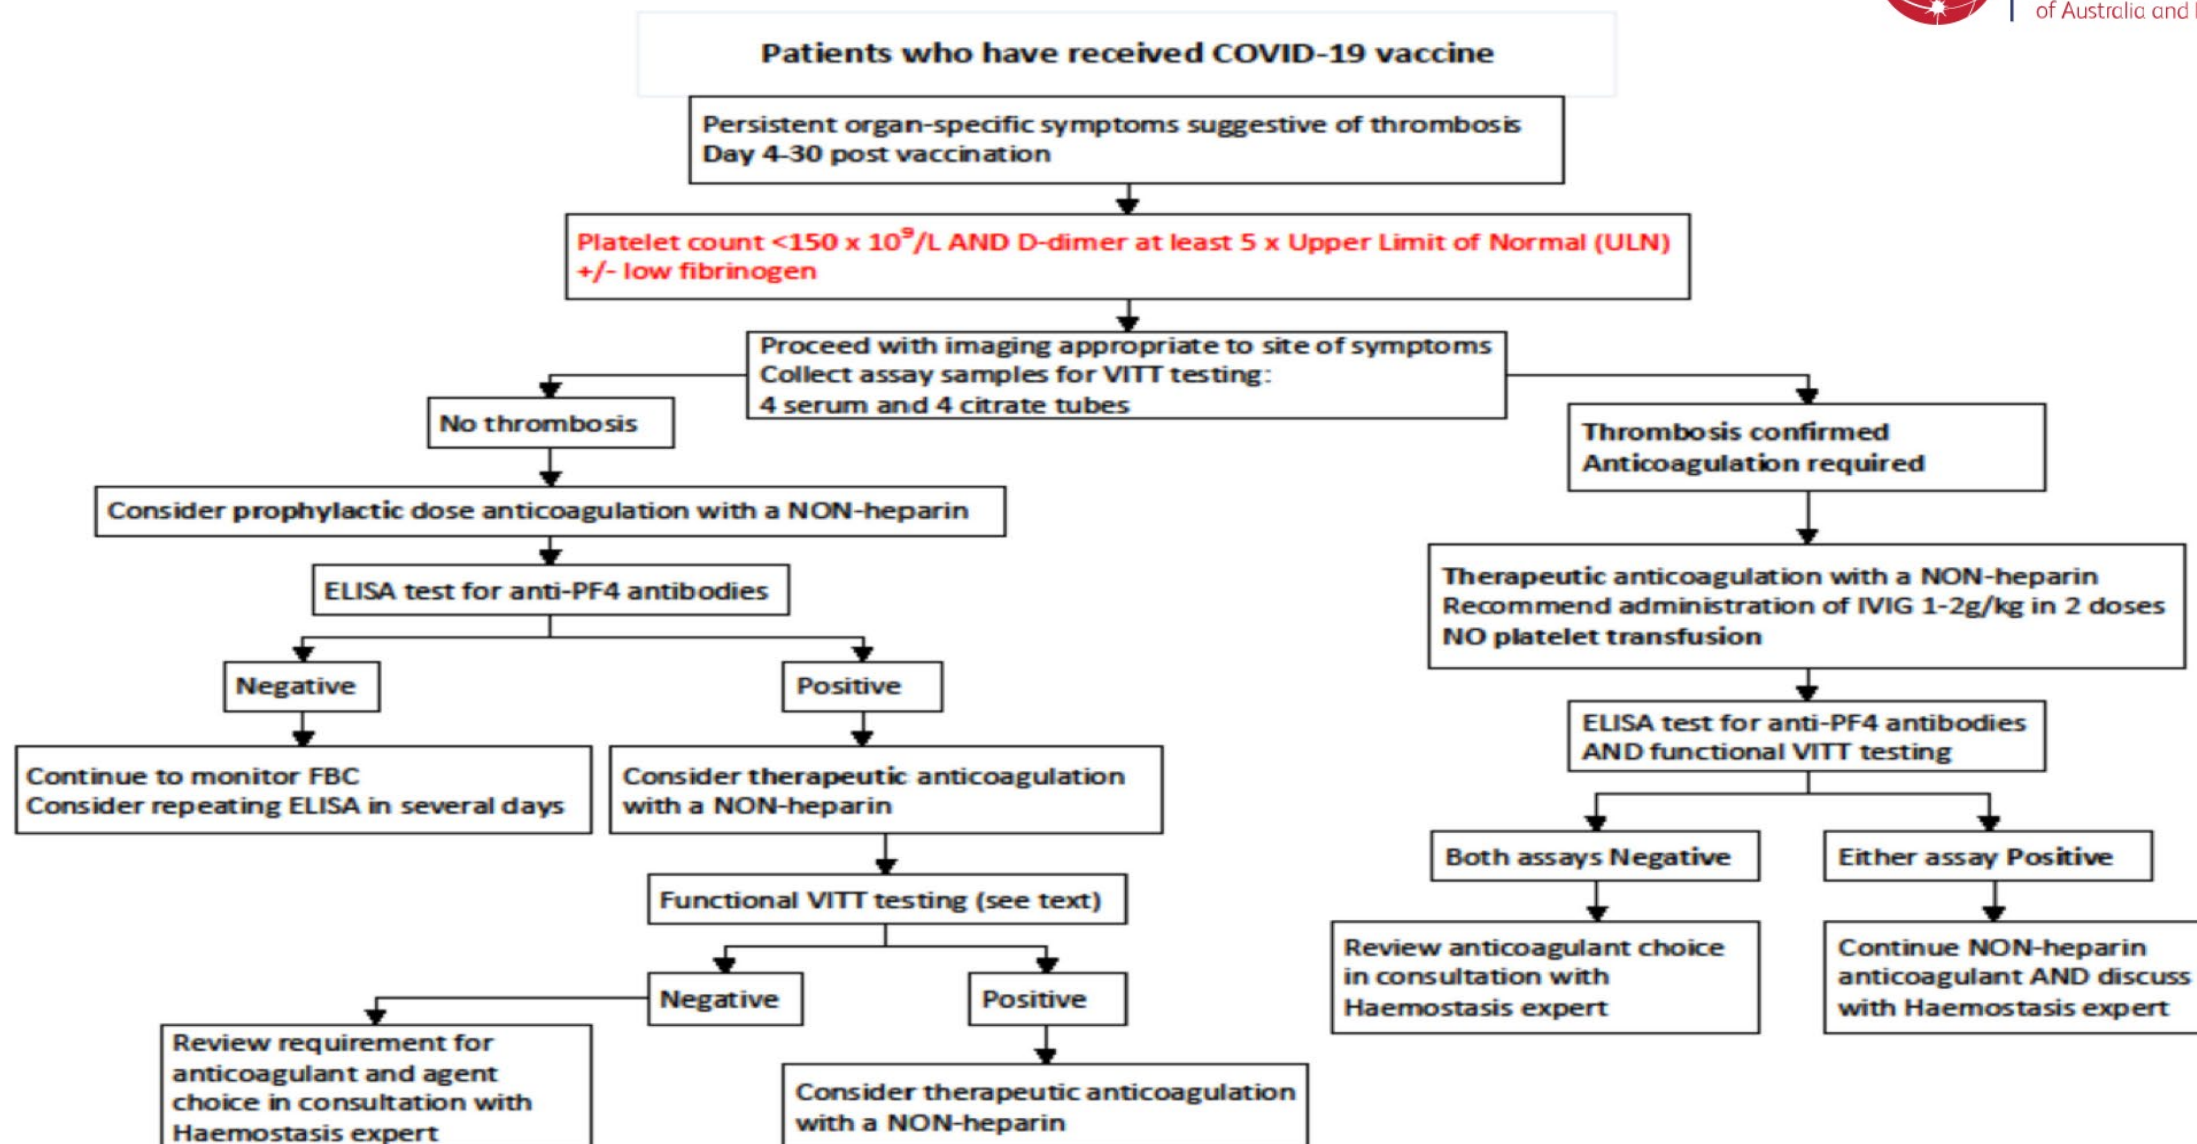 of Australia and
Patients who have received COVID-19 vaccine
Persistent organ-specific symptoms suggestive of thrombosis
Day 4-30 post vaccination
Platelet count <150 x 10⁹/L AND D-dimer at least 5 x Upper Limit of Normal (ULN)
+/- low fibrinogen
Proceed with imaging appropriate to site of symptoms
Collect assay samples for VITT testing:
4 serum and 4 citrate tubes
No thrombosis
Consider prophylactic dose anticoagulation with a NON-heparin
ELISA test for anti-PF4 antibodies
Negative
Positive
Continue to monitor FBC
Consider repeating ELISA in several days
Consider therapeutic anticoagulation
with a NON-heparin
Functional VITT testing (see text)
Negative
Positive
Review requirement for
anticoagulant and agent
choice in consultation with
Haemostasis expert
Consider therapeutic anticoagulation
with a NON-heparin
Thrombosis confirmed
Anticoagulation required
Therapeutic anticoagulation with a NON-heparin
Recommend administration of IVIG 1-2g/kg in 2 doses
NO platelet transfusion
ELISA test for anti-PF4 antibodies
AND functional VITT testing
Both assays Negative
Either assay Positive
Review anticoagulant choice
in consultation with
Haemostasis expert
Continue NON-heparin
anticoagulant AND discuss
with Haemostasis expert